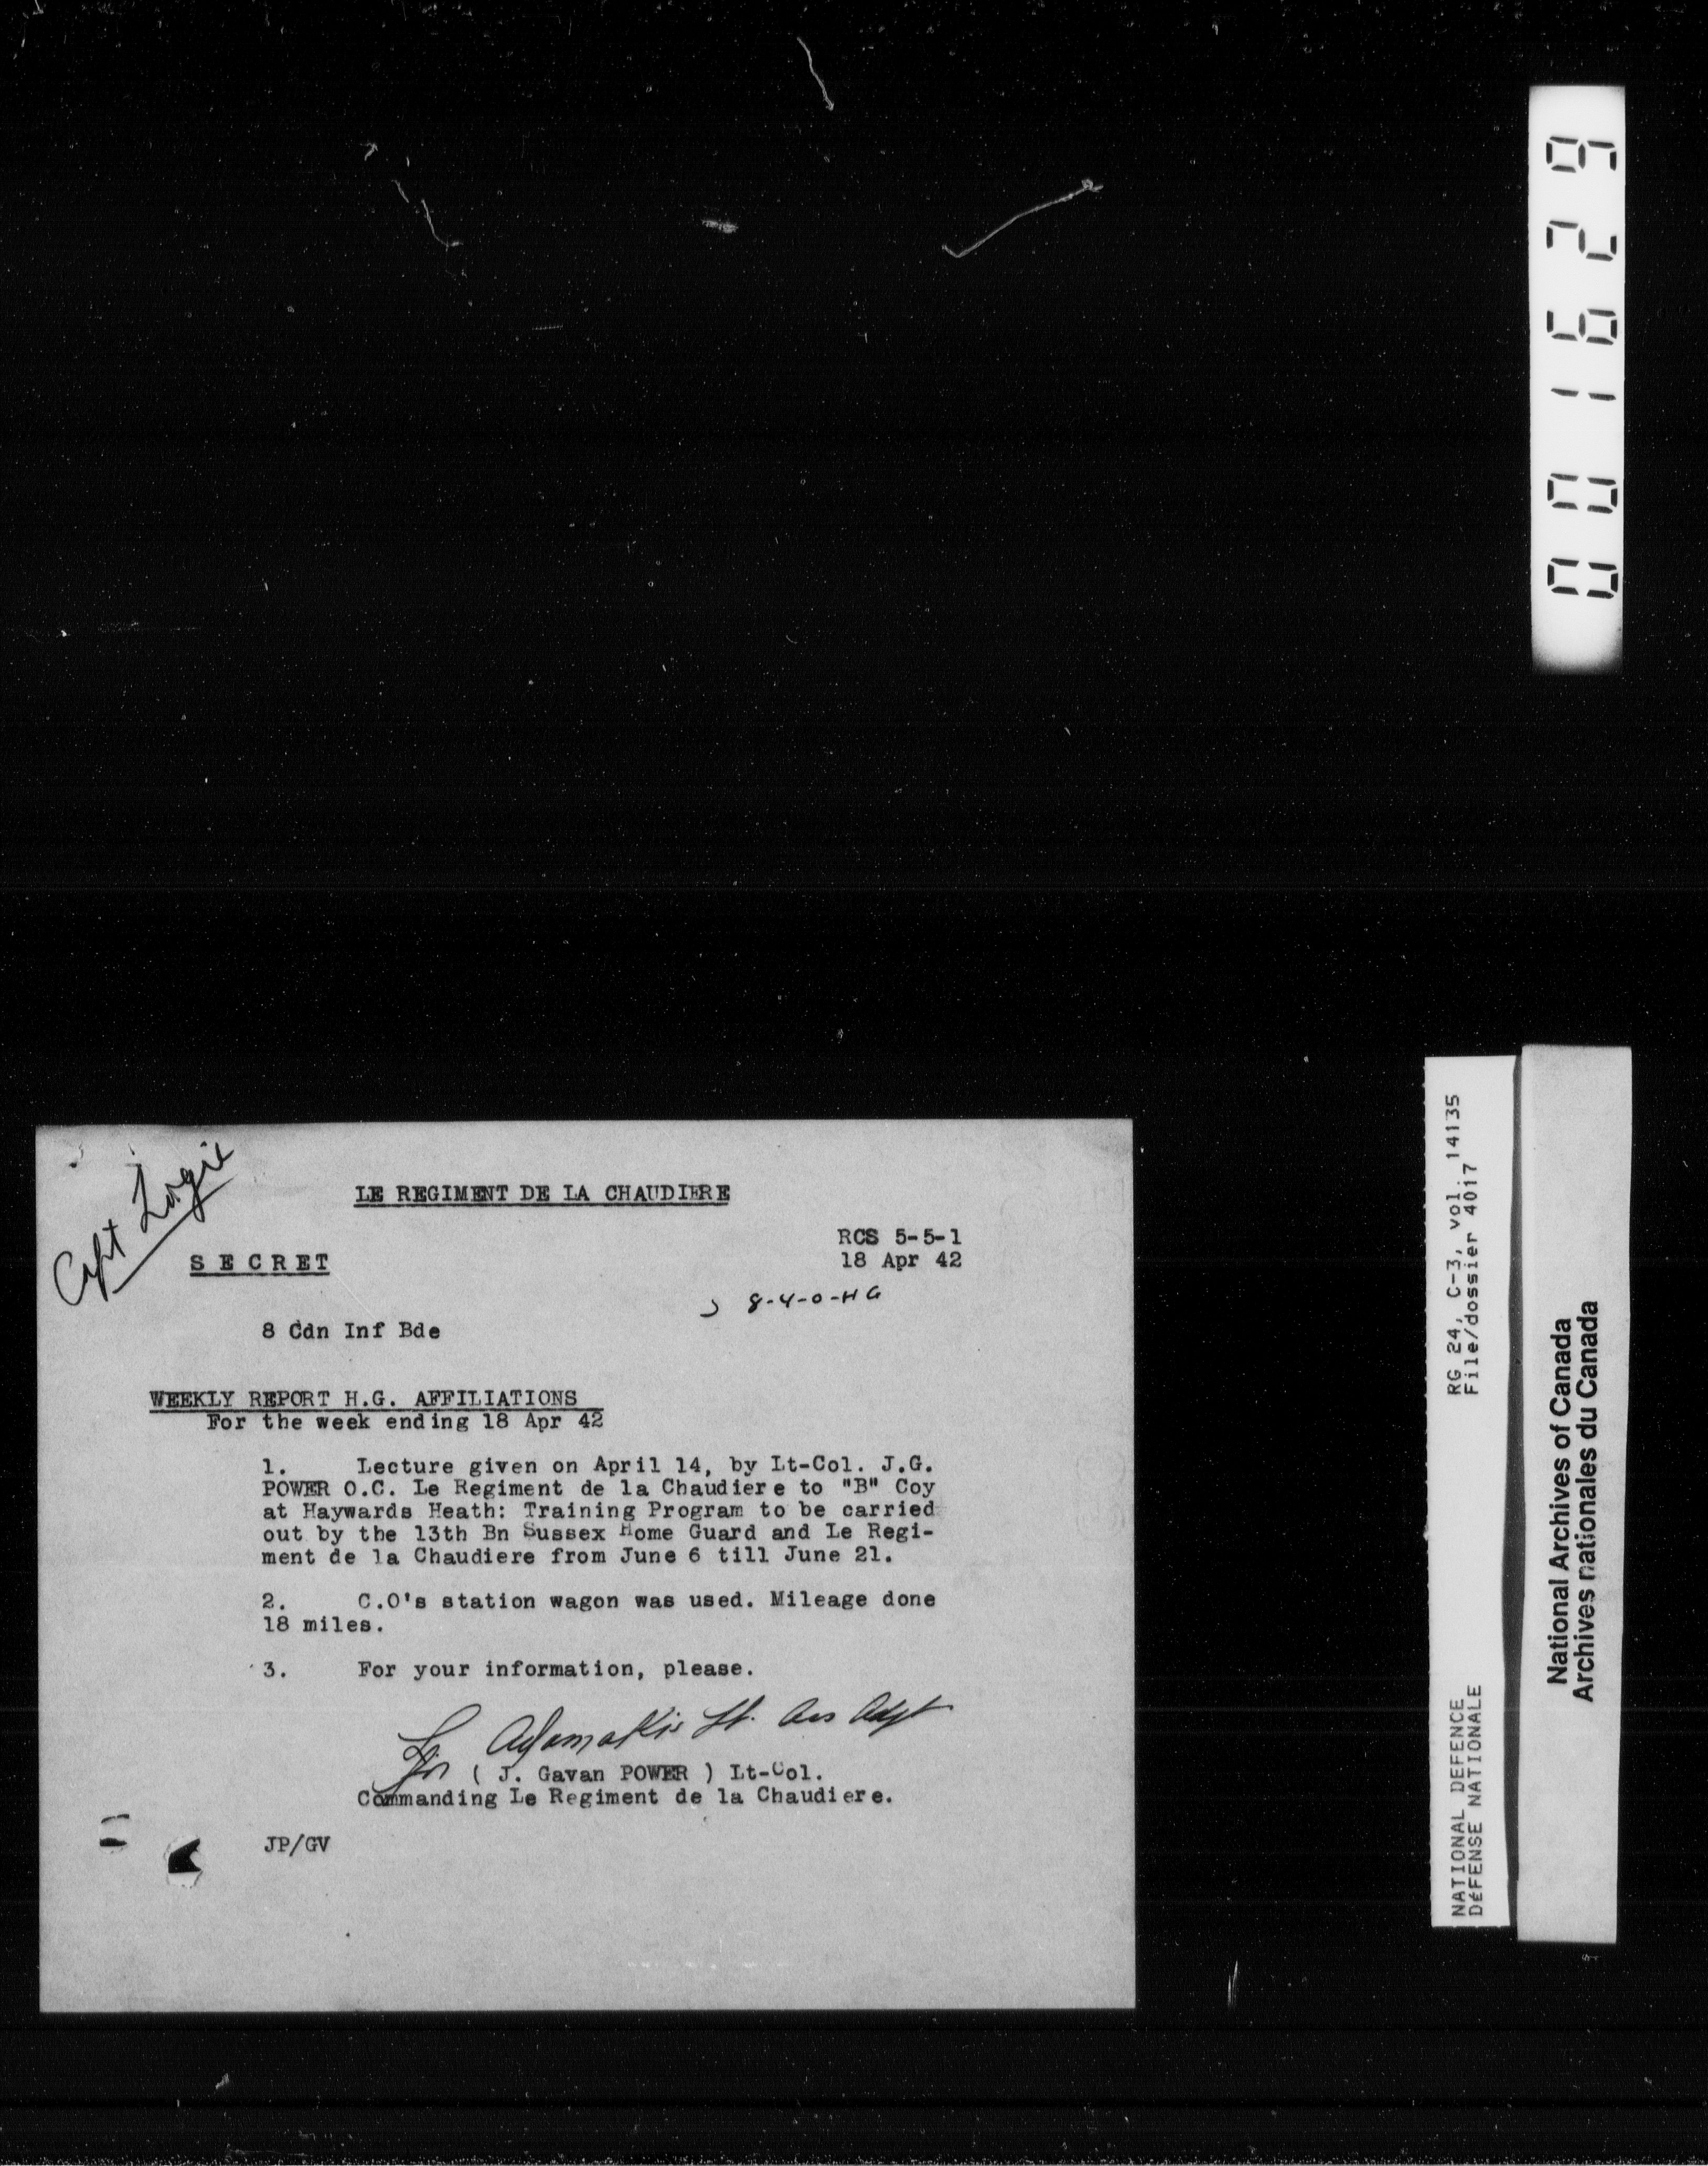 Capt Logie
LE REGIMENT DE LA CHAUDIERE
RCS 5-5-1
SECRET
18 Apr 42
8-4-0-HG
8 Cdn Inf Bde
WEEKLY REPORT H.G. AFFILIATIONS
For the week ending 18 Apr 42
1. Lecture given on April 14, by Lt-Col. J.G.
POWER O.C. Le Regiment de la Chaudiere to "B" Coy
at Haywards Heath: Training Program to be carried
out by the 13th Bn Sussex Home Guard and Le Regi-
ment de la Chaudiere from June 6 till June 21.
2. C.O's station wagon was used. Mileage done
18 miles.
3. For your information, please.
for ( J. Gavan POWER ) Lt-Col.
Commanding Le Regiment de la Chaudiere.
JP/GV
001629
RG 24, C-3, vol. 14135
File/dossier 4017
NATIONAL DEFENCE
DÉFENSE NATIONALE
National Archives of Canada
Archives nationales du Canada